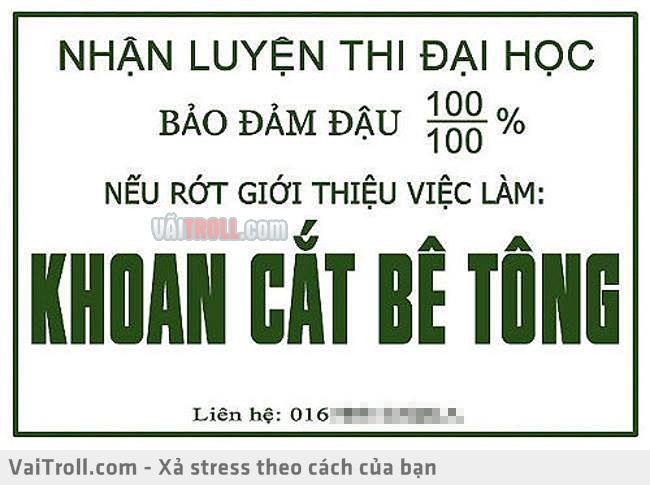 NHẬN LUYỆN THI ĐẠI HỌC
BẢO ĐẢM ĐẬU 100/100 %
NẾU RỚT GIỚI THIỆU VIỆC LÀM:
VÃITROLL.com
KHOAN CẮT BÊ TÔNG
Liên hệ: 016
VaiTroll.com - Xả stress theo cách của bạn